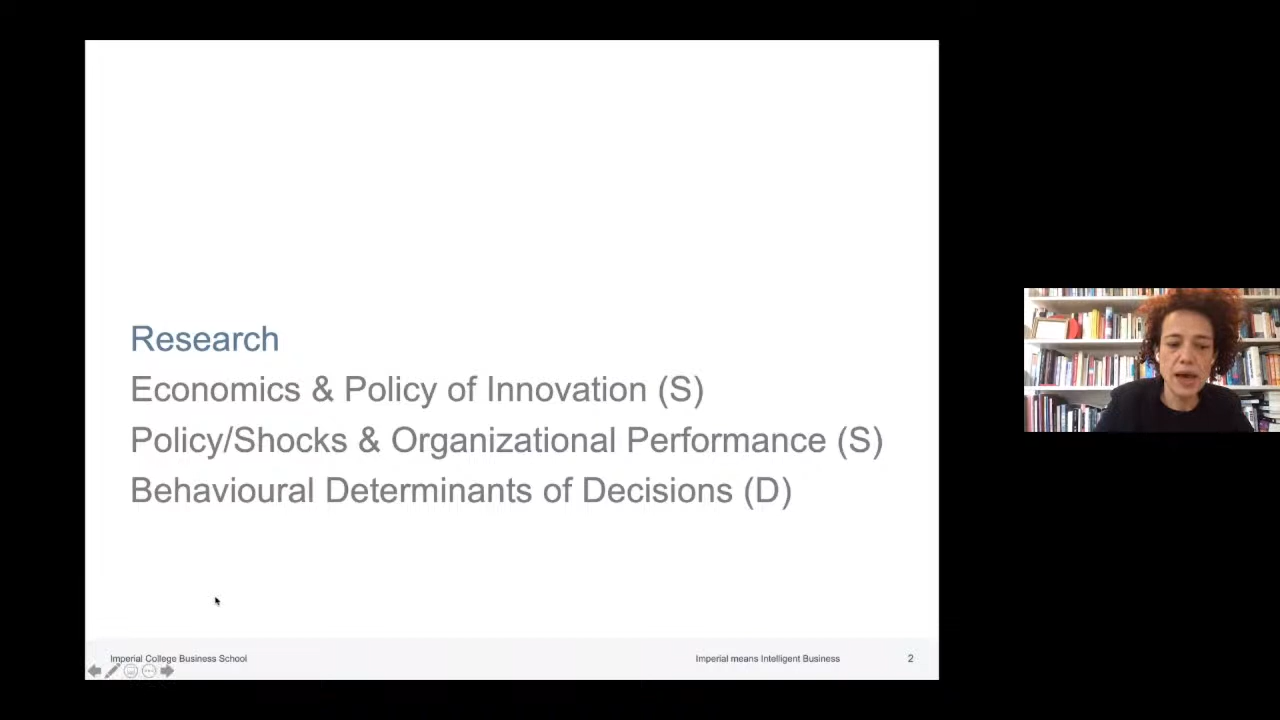 Research
Economics & Policy of Innovation (S)
Policy/Shocks & Organizational Performance (S)
Behavioural Determinants of Decisions (D)
Imperial College Business School
Imperial means Intelligent Business
2